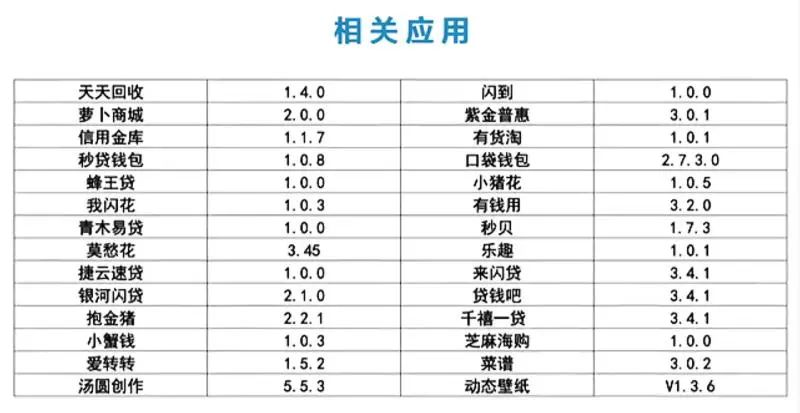 相关应用
天天回收 1.4.0 闪到 1.0.0
萝卜商城 2.0.0 紫金普惠 3.0.1
信用金库 1.1.7 有货淘 1.0.1
秒贷钱包 1.0.8 口袋钱包 2.7.3.0
蜂王贷 1.0.0 小猪花 1.0.5
我闪花 1.0.3 有钱用 3.2.0
青木易贷 1.0.0 秒贝 1.7.3
莫愁花 3.45 乐趣 1.0.1
捷云速贷 1.0.0 来闪贷 3.4.1
银河闪贷 2.1.0 贷钱吧 3.4.1
抱金猪 2.2.1 千禧一贷 3.4.1
小蟹钱 1.0.3 芝麻海购 1.0.0
爱转转 1.5.2 菜谱 3.0.2
汤圆创作 5.5.3 动态壁纸 V1.3.6